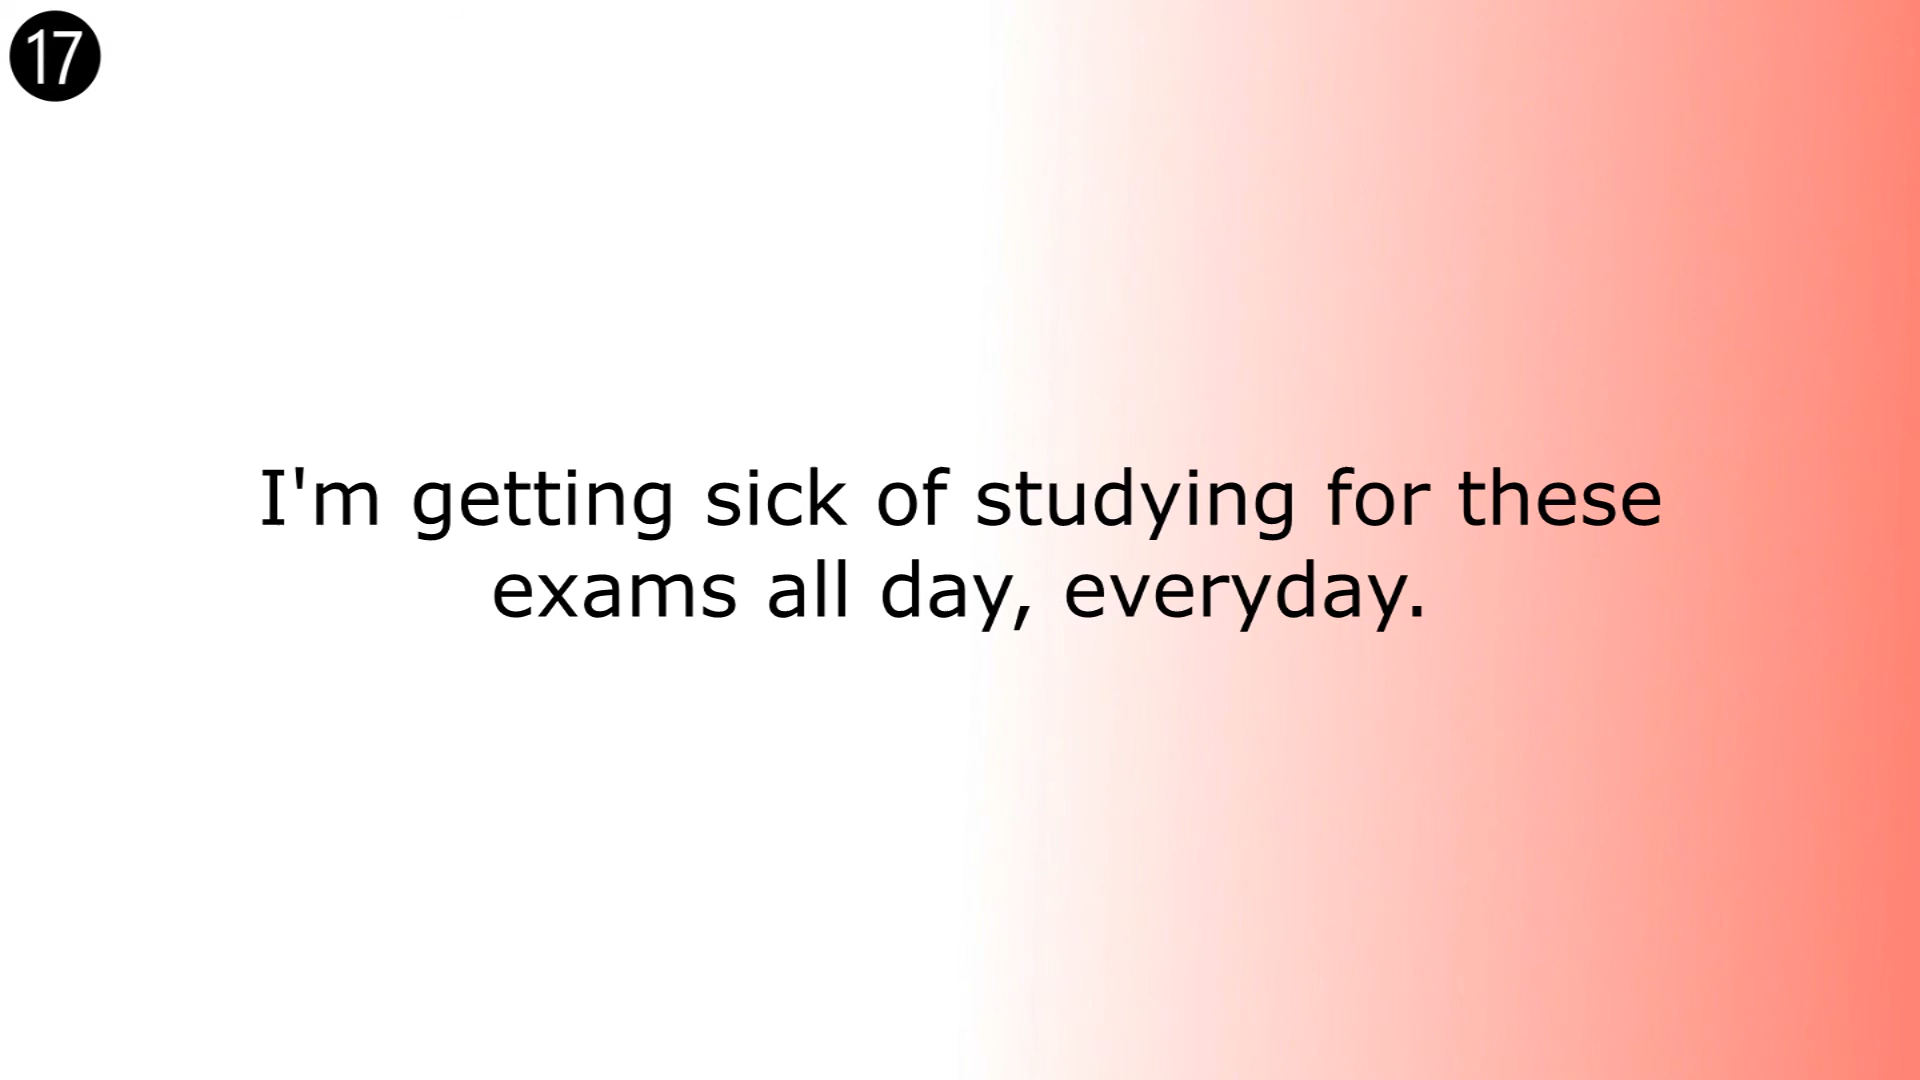 17
I'm getting sick of studying for these
exams all day, everyday.